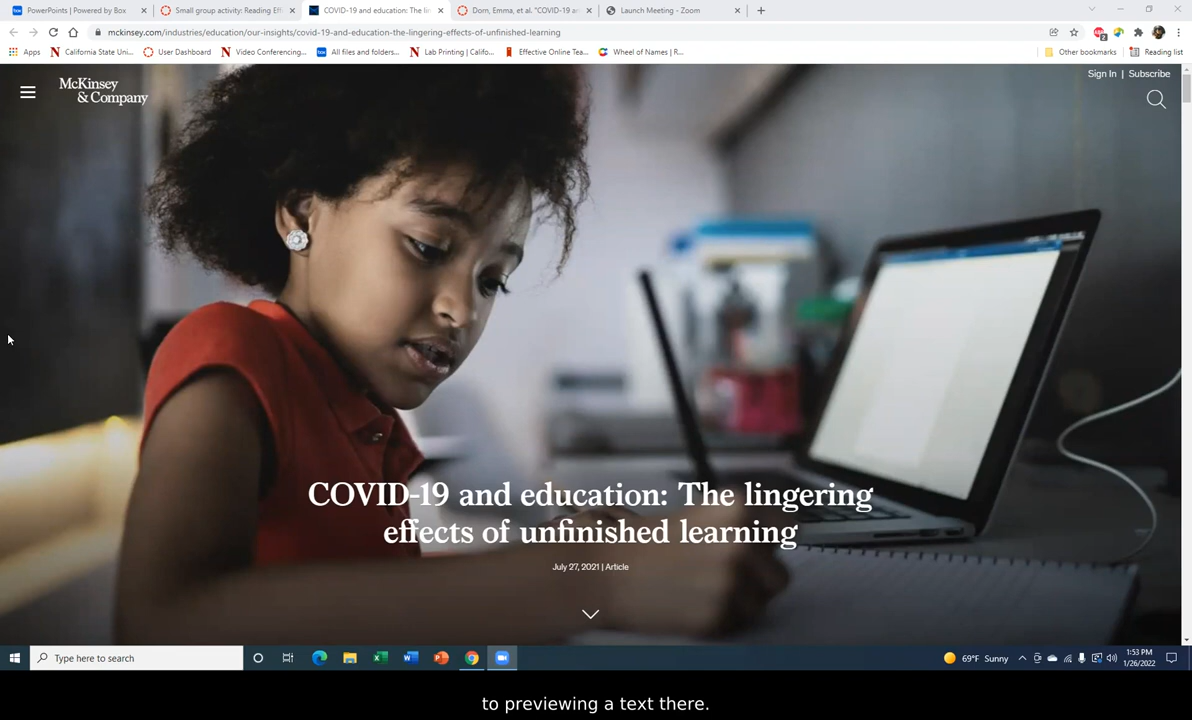 PowerPoints | Powered by Box
Small group activity: Reading Eff
COVID-19 and education: The lin
Dorn, Emma, et al. "COVID-19 an
Launch Meeting - Zoom
mckinsey.com/industries/education/our-insights/covid-19-and-education-the-lingering-effects-of-unfinished-learning
Apps
California State Uni...
User Dashboard
Video Conferencing...
All files and folders...
Lab Printing | Califo...
Effective Online Tea...
Wheel of Names | R...
Other bookmarks
Reading list
McKinsey
& Company
Sign In | Subscribe
COVID-19 and education: The lingering
effects of unfinished learning
July 27, 2021 | Article
Type here to search
69°F Sunny
1:53 PM
1/26/2022
to previewing a text there.